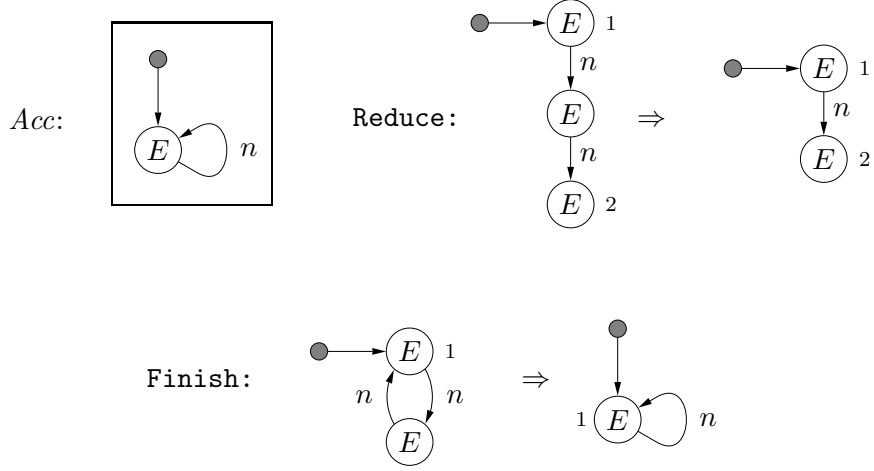 E 1
n
E 1
Acc: E n Reduce: E ⇒ n
n
E 2
E 2
E 1
Finish: n n ⇒ 1 E n
E